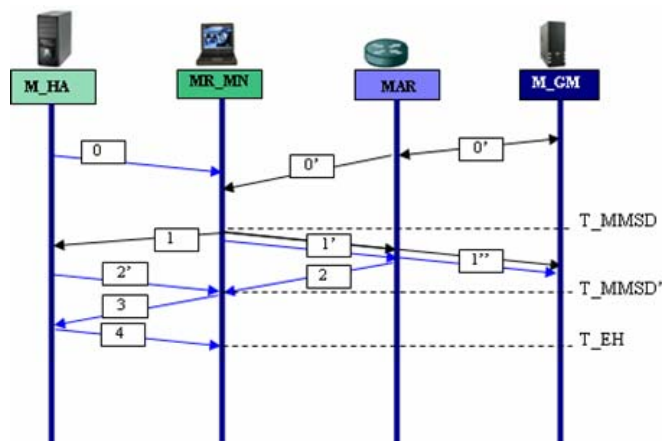 M_HA
MR_MN
MAR
M_GM
0
0'
0'
T_MMSD
1
1'
1''
2'
2
T_MMSD'
3
4
T_EH